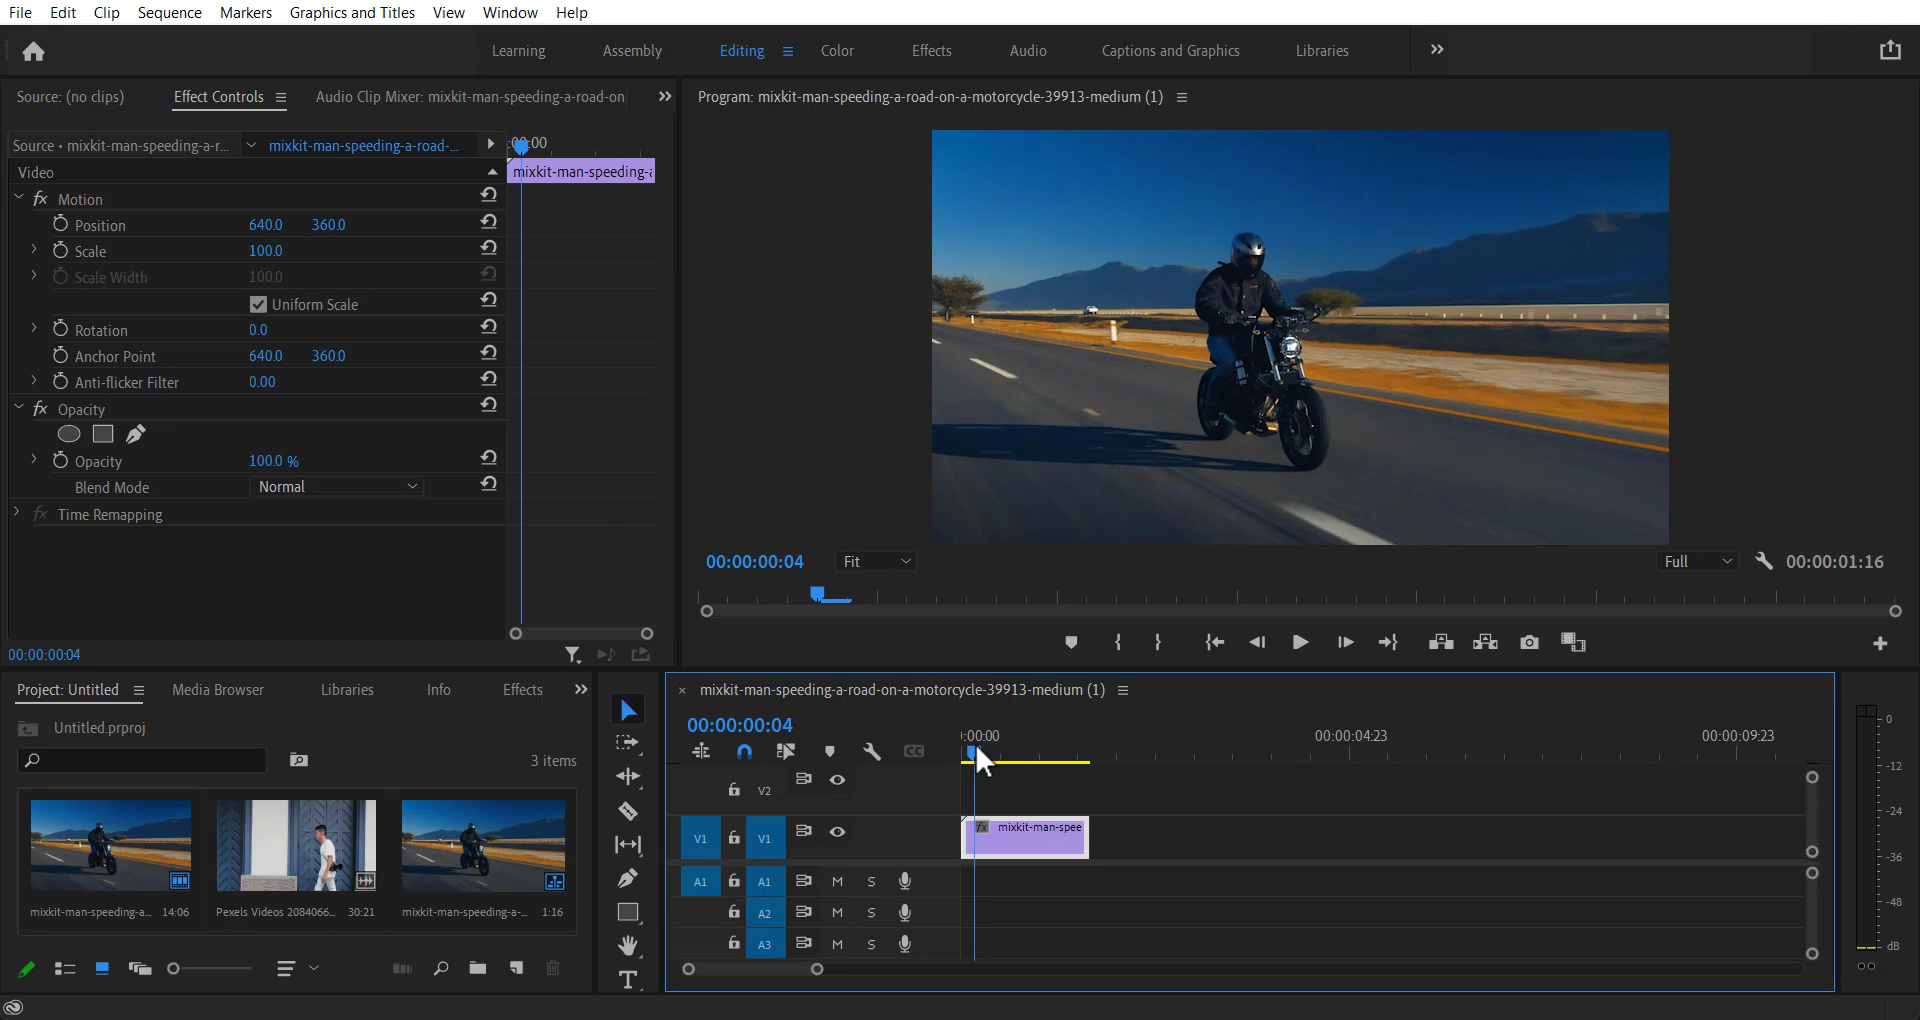 File Edit Clip Sequence Markers Graphics and Titles View Window Help
Learning Assembly Editing Color Effects Audio Captions and Graphics Libraries
Source: (no clips) Effect Controls Audio Clip Mixer: mixkit-man-speeding-a-road-on
Program: mixkit-man-speeding-a-road-on-a-motorcycle-39913-medium (1)
Source • mixkit-man-speeding-a-r... mixkit-man-speeding-a-road-...
:00:00
Video
mixkit-man-speeding-a
fx Motion
Position 640.0 360.0
Scale 100.0
Scale Width 100.0
Uniform Scale
Rotation 0.0
Anchor Point 640.0 360.0
Anti-flicker Filter 0.00
fx Opacity
Opacity 100.0 %
Blend Mode Normal
fx Time Remapping
00:00:00:04
00:00:00:04 Fit Full 00:00:01:16
Project: Untitled Media Browser Libraries Info Effects
Untitled.prproj
3 items
mixkit-man-speeding-a... 14:06
Pexels Videos 2084066... 30:21
mixkit-man-speeding-a-... 1:16
T
mixkit-man-speeding-a-road-on-a-motorcycle-39913-medium (1)
00:00:00:04
:00:00 00:00:04:23 00:00:09:23
CC
V2
V1 V1
fx mixkit-man-spee
A1 A1 M S
A2 M S
A3 M S
0
-12
-24
-36
-48
dB